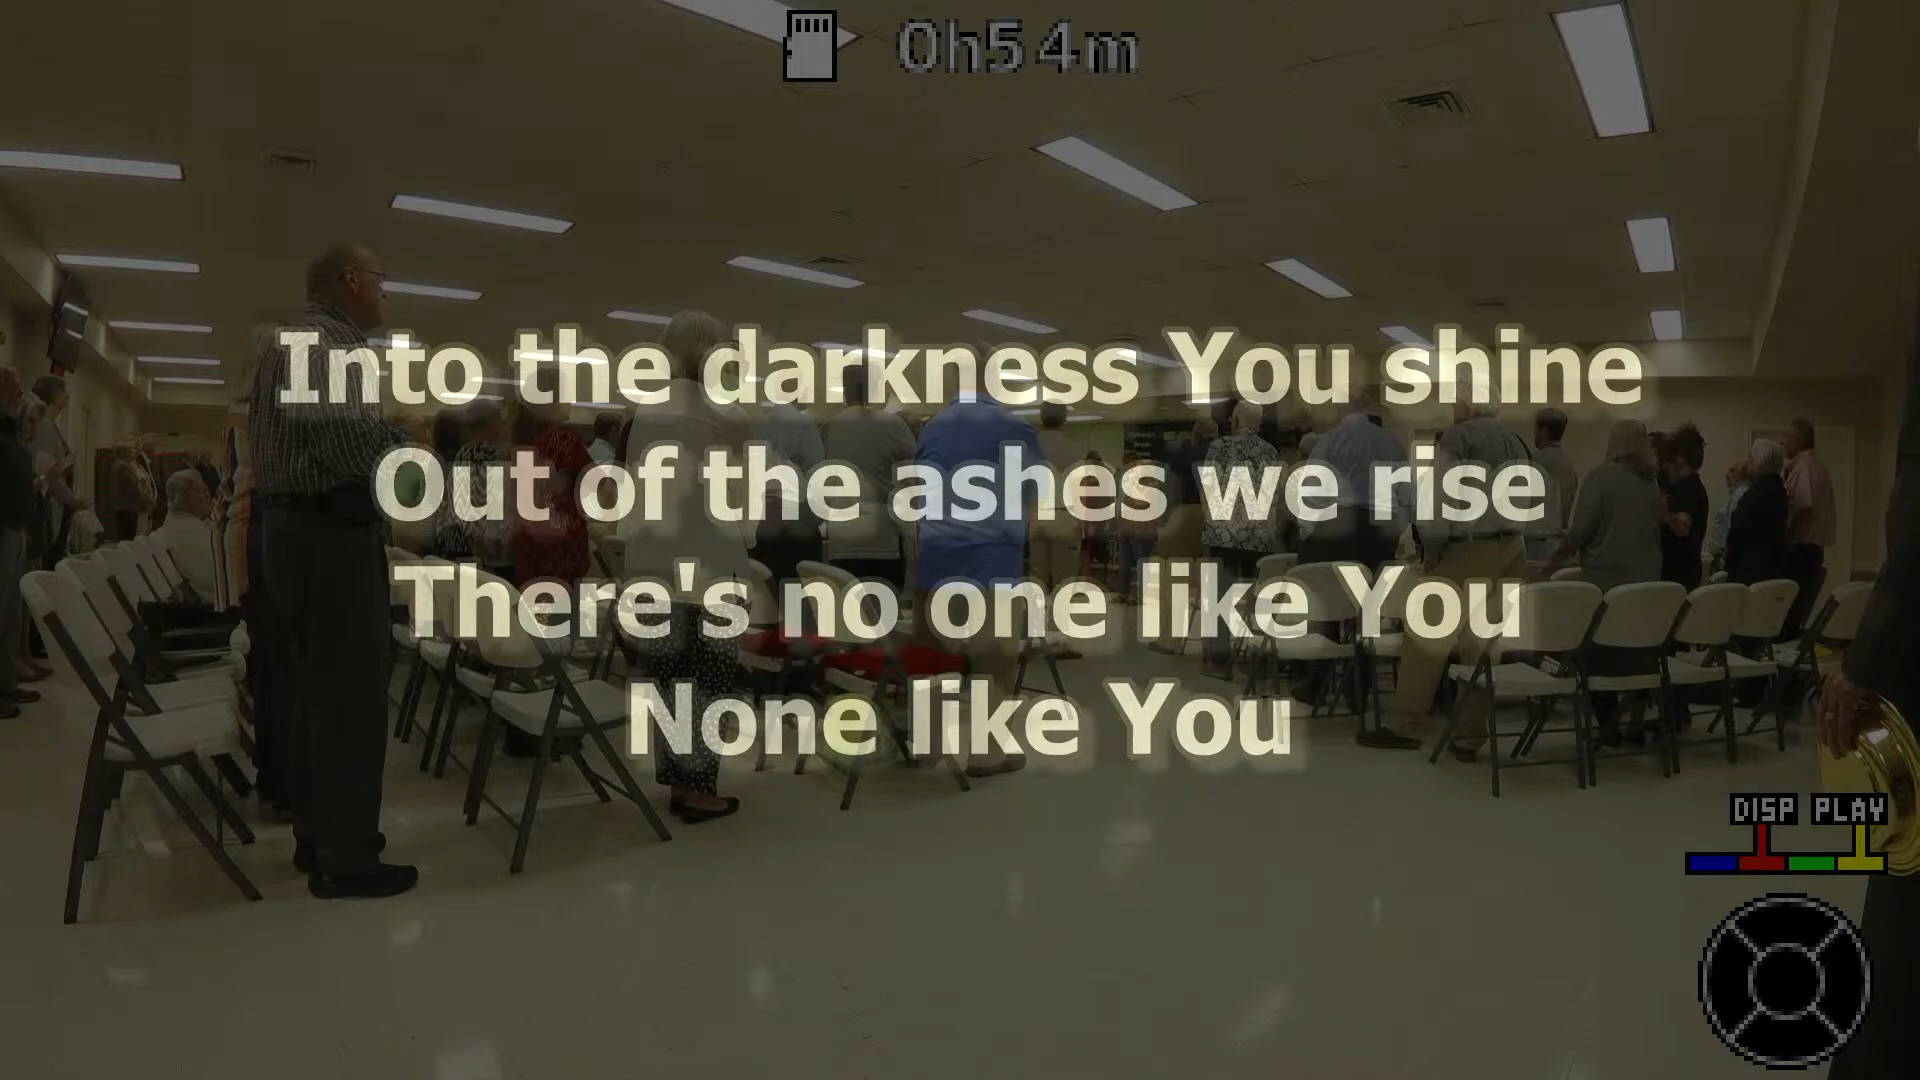 0h54m
Into the darkness You shine
Out of the ashes we rise
There's no one like You
None like You
DISP PLAY